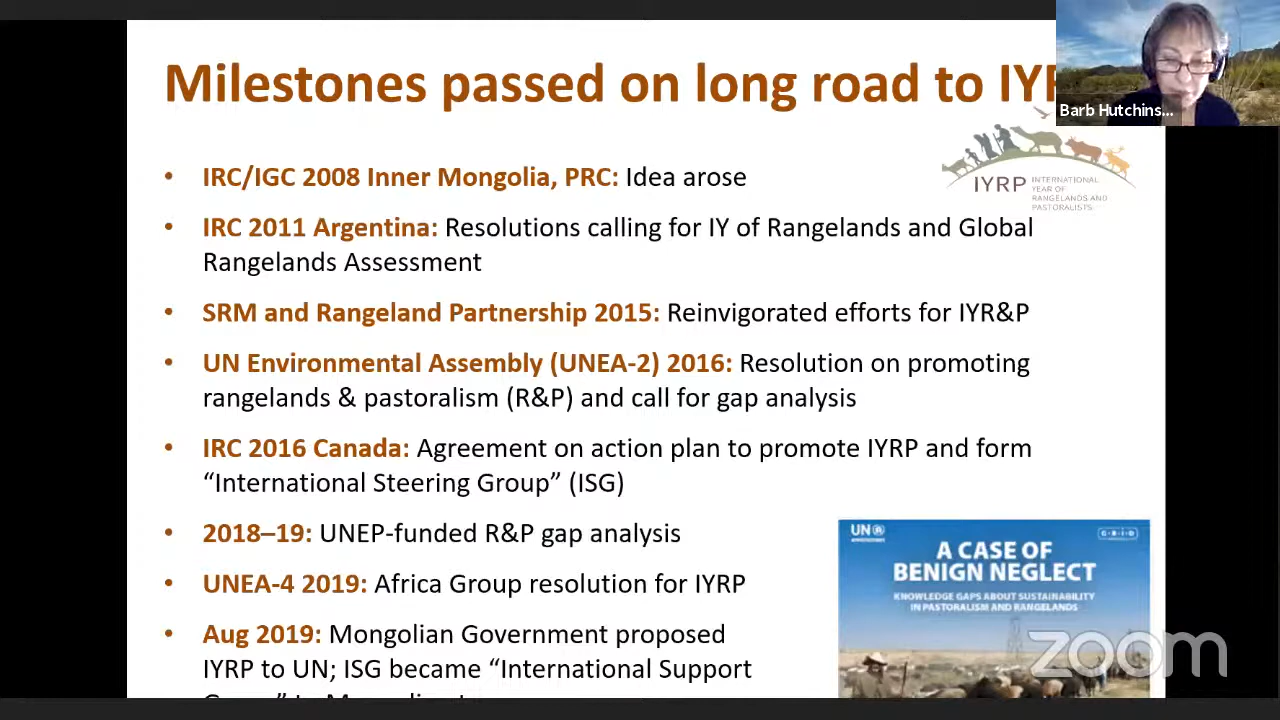 Milestones passed on long road to IYR
Barb Hutchins...
IYRP
INTERNATIONAL
YEAR OF
RANGELANDS AND
PASTORALISTS
• IRC/IGC 2008 Inner Mongolia, PRC: Idea arose
• IRC 2011 Argentina: Resolutions calling for IY of Rangelands and Global
Rangelands Assessment
• SRM and Rangeland Partnership 2015: Reinvigorated efforts for IYR&P
• UN Environmental Assembly (UNEA-2) 2016: Resolution on promoting
rangelands & pastoralism (R&P) and call for gap analysis
• IRC 2016 Canada: Agreement on action plan to promote IYRP and form
“International Steering Group” (ISG)
• 2018–19: UNEP-funded R&P gap analysis
• UNEA-4 2019: Africa Group resolution for IYRP
• Aug 2019: Mongolian Government proposed
IYRP to UN; ISG became “International Support
UN
GRID
A CASE OF
BENIGN NEGLECT
KNOWLEDGE GAPS ABOUT SUSTAINABILITY
IN PASTORALISM AND RANGELANDS
zoom